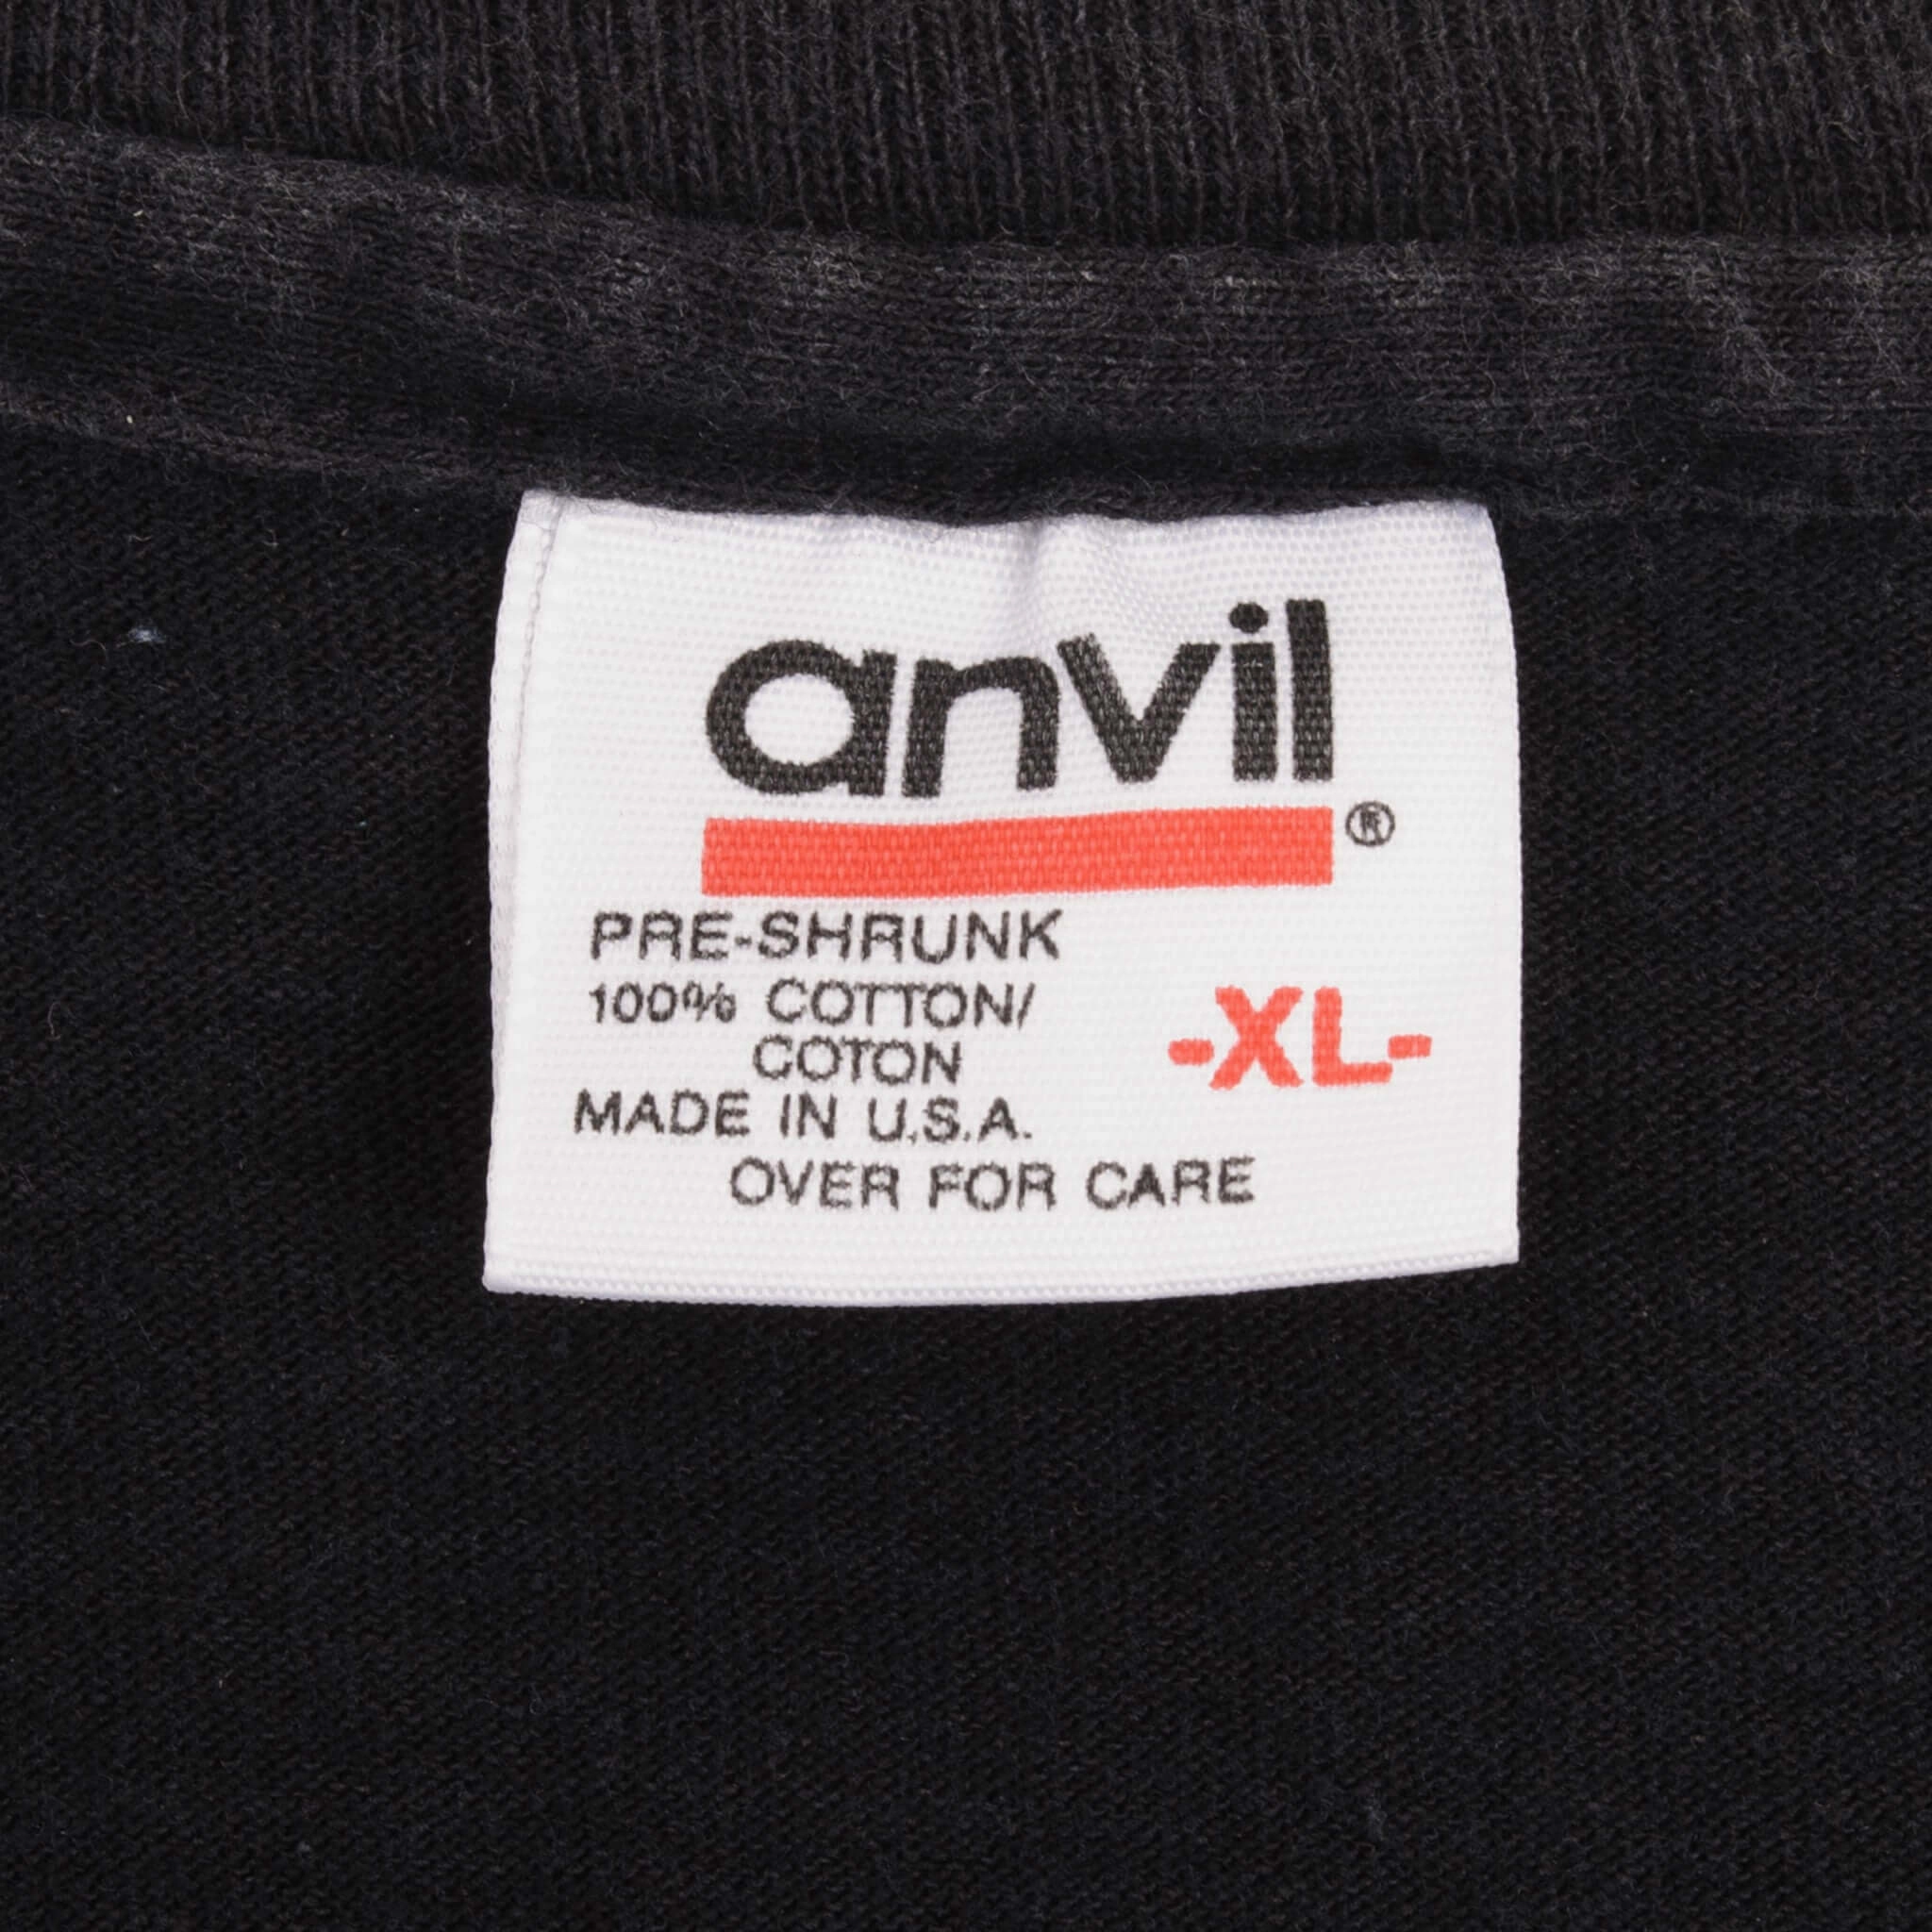 anvil
®
PRE-SHRUNK
100% COTTON/
COTON
-XL-
MADE IN U.S.A.
OVER FOR CARE